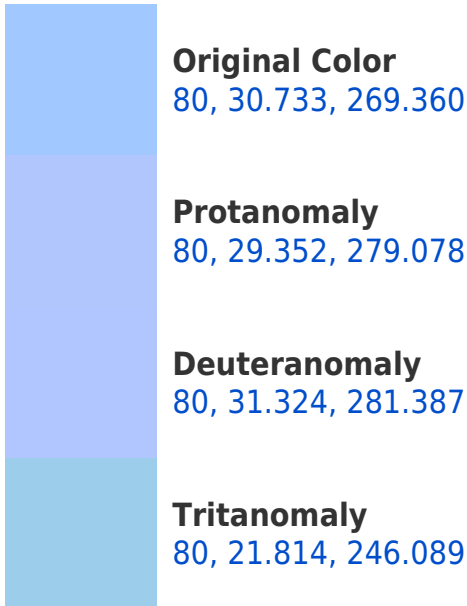 Original Color
80, 30.733, 269.360
Protanomaly
80, 29.352, 279.078
Deuteranomaly
80, 31.324, 281.387
Tritanomaly
80, 21.814, 246.089